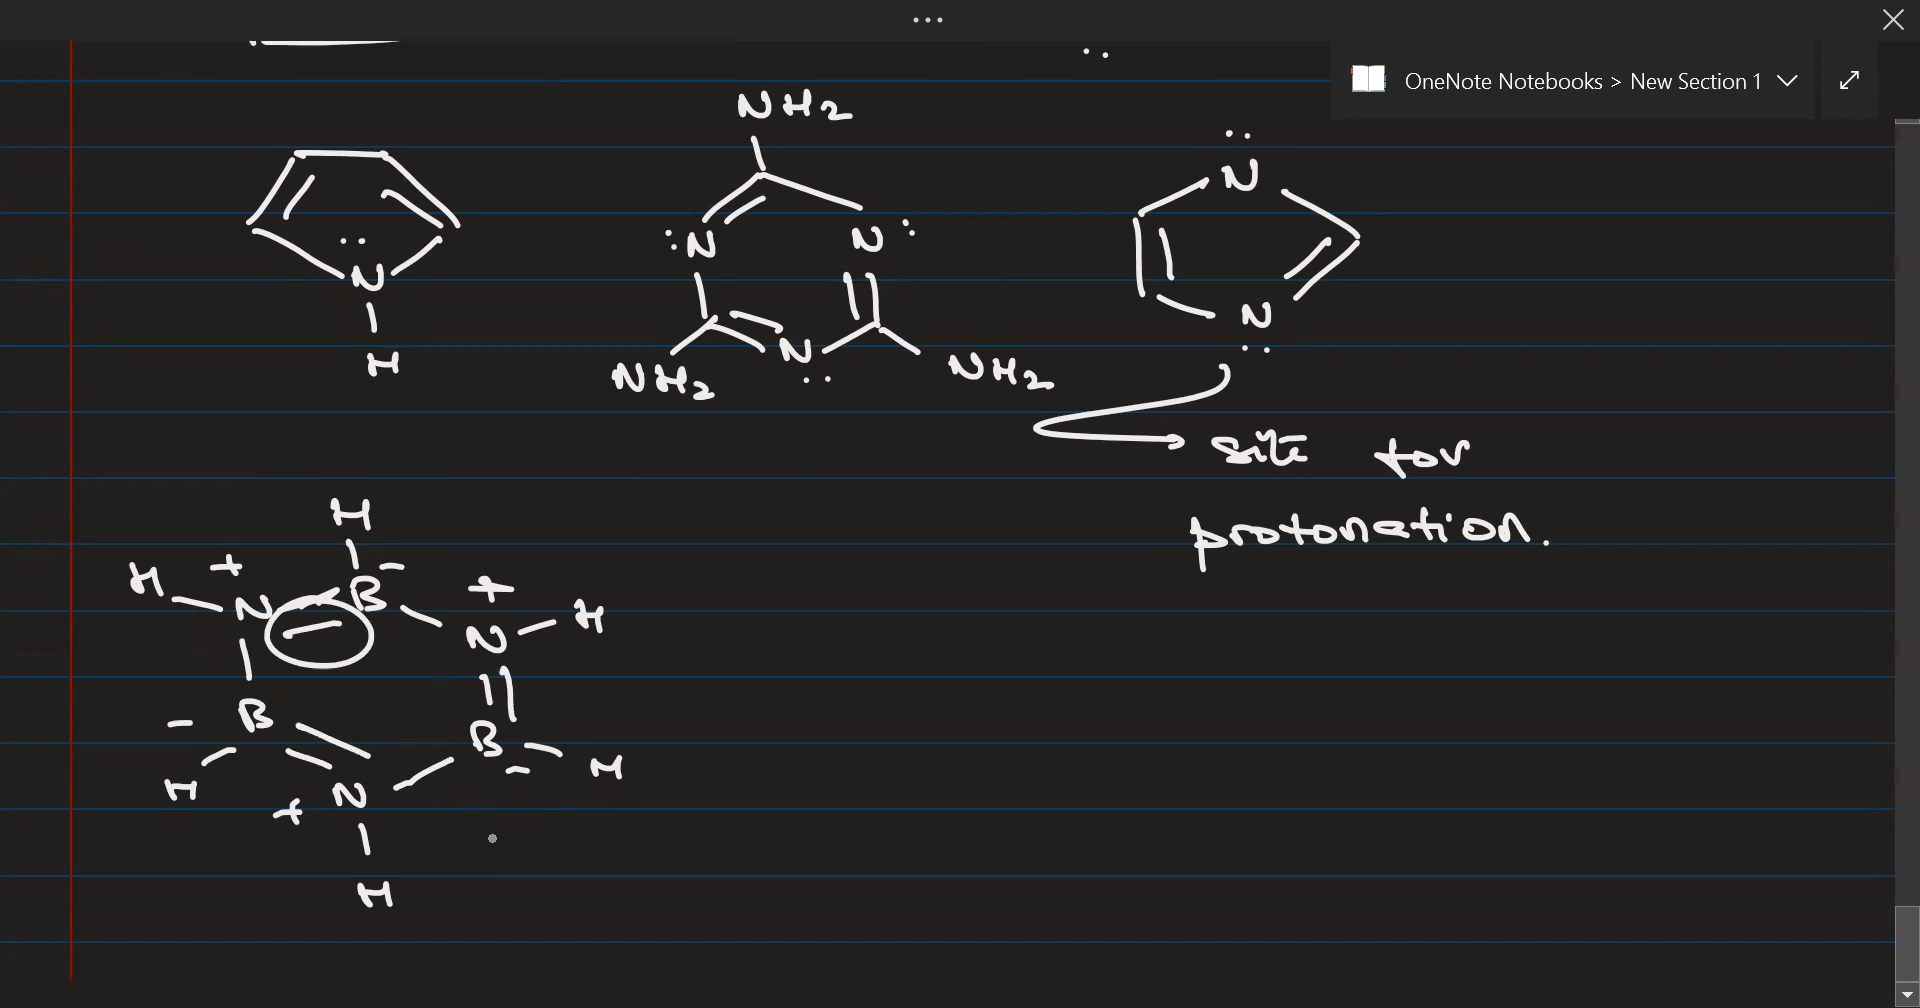 OneNote Notebooks > New Section 1
NH2
N
H
N
N
N
NH2
NH2
N
N
site for
protonation.
H
H
+
N
B
-
+
N
H
-
B
H
+
N
B
-
H
H